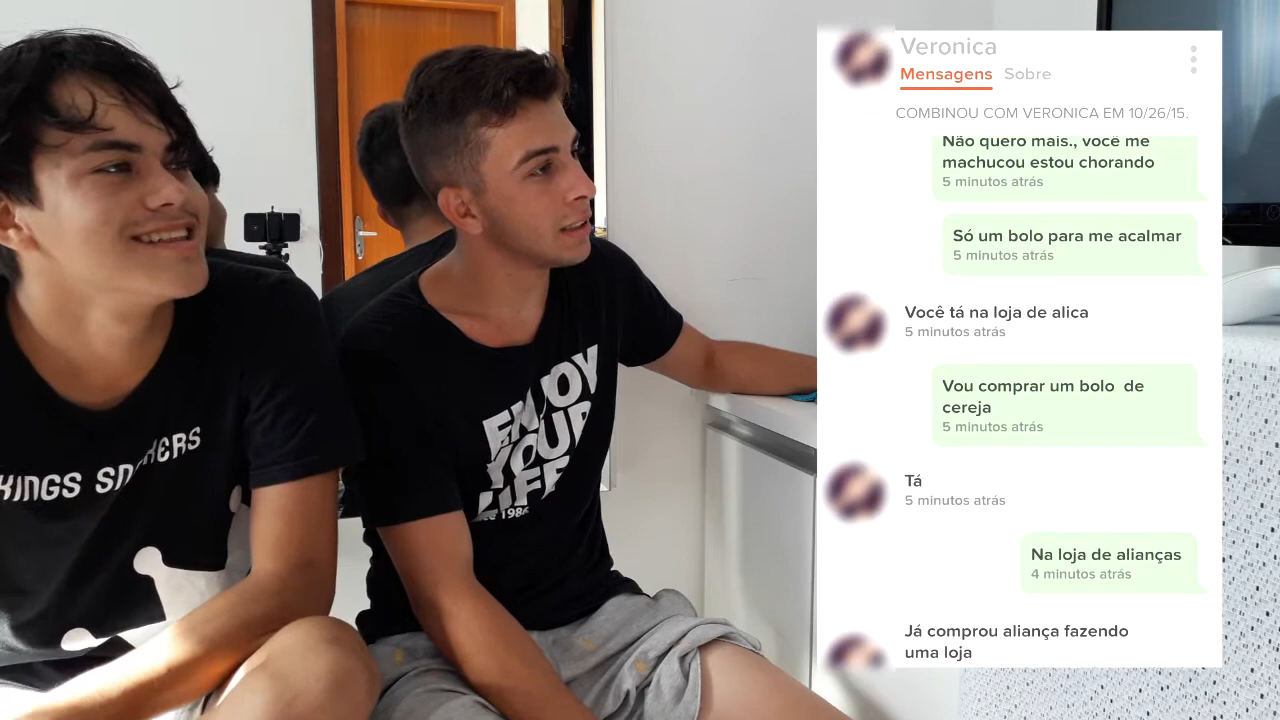 KINGS SNEAKERS
ENJOY
YOUR
LIFE
since 1986
Veronica
Mensagens Sobre
COMBINOU COM VERONICA EM 10/26/15.
Não quero mais., você me
machucou estou chorando
5 minutos atrás
Só um bolo para me acalmar
5 minutos atrás
Você tá na loja de alica
5 minutos atrás
Vou comprar um bolo de
cereja
5 minutos atrás
Tá
5 minutos atrás
Na loja de alianças
4 minutos atrás
Já comprou aliança fazendo
uma loja